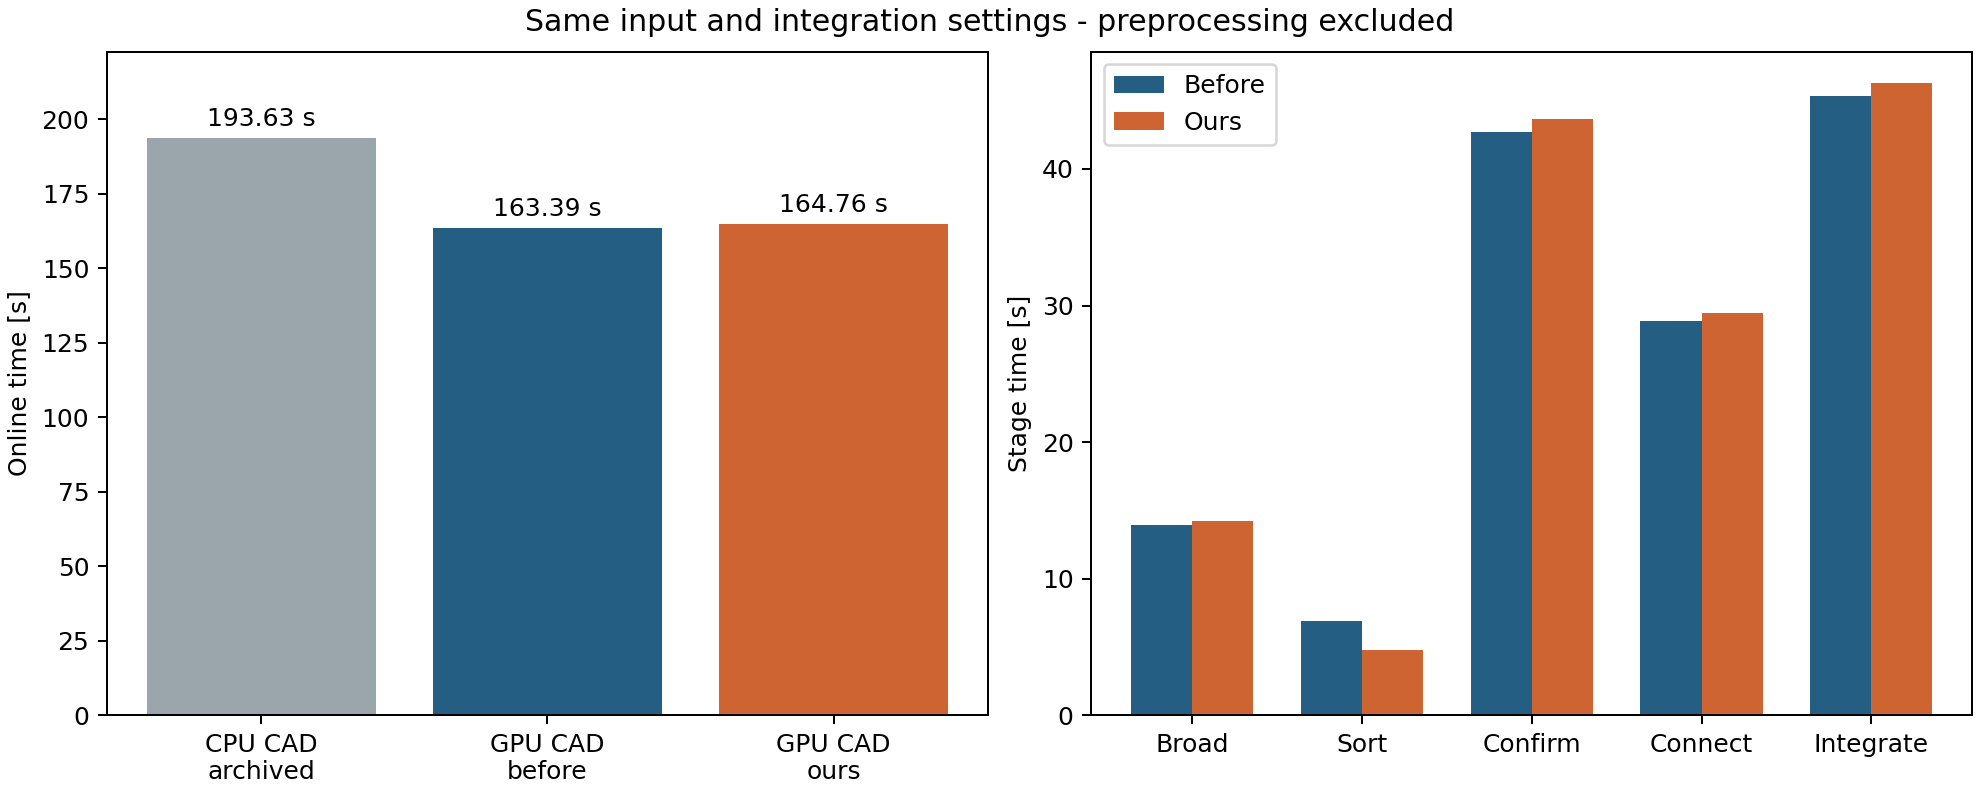 Same input and integration settings - preprocessing excluded
Online time [s]
200
175
150
125
100
75
50
25
0
193.63 s
163.39 s
164.76 s
CPU CAD
archived
GPU CAD
before
GPU CAD
ours
Before
Ours
Stage time [s]
40
30
20
10
0
Broad
Sort
Confirm
Connect
Integrate